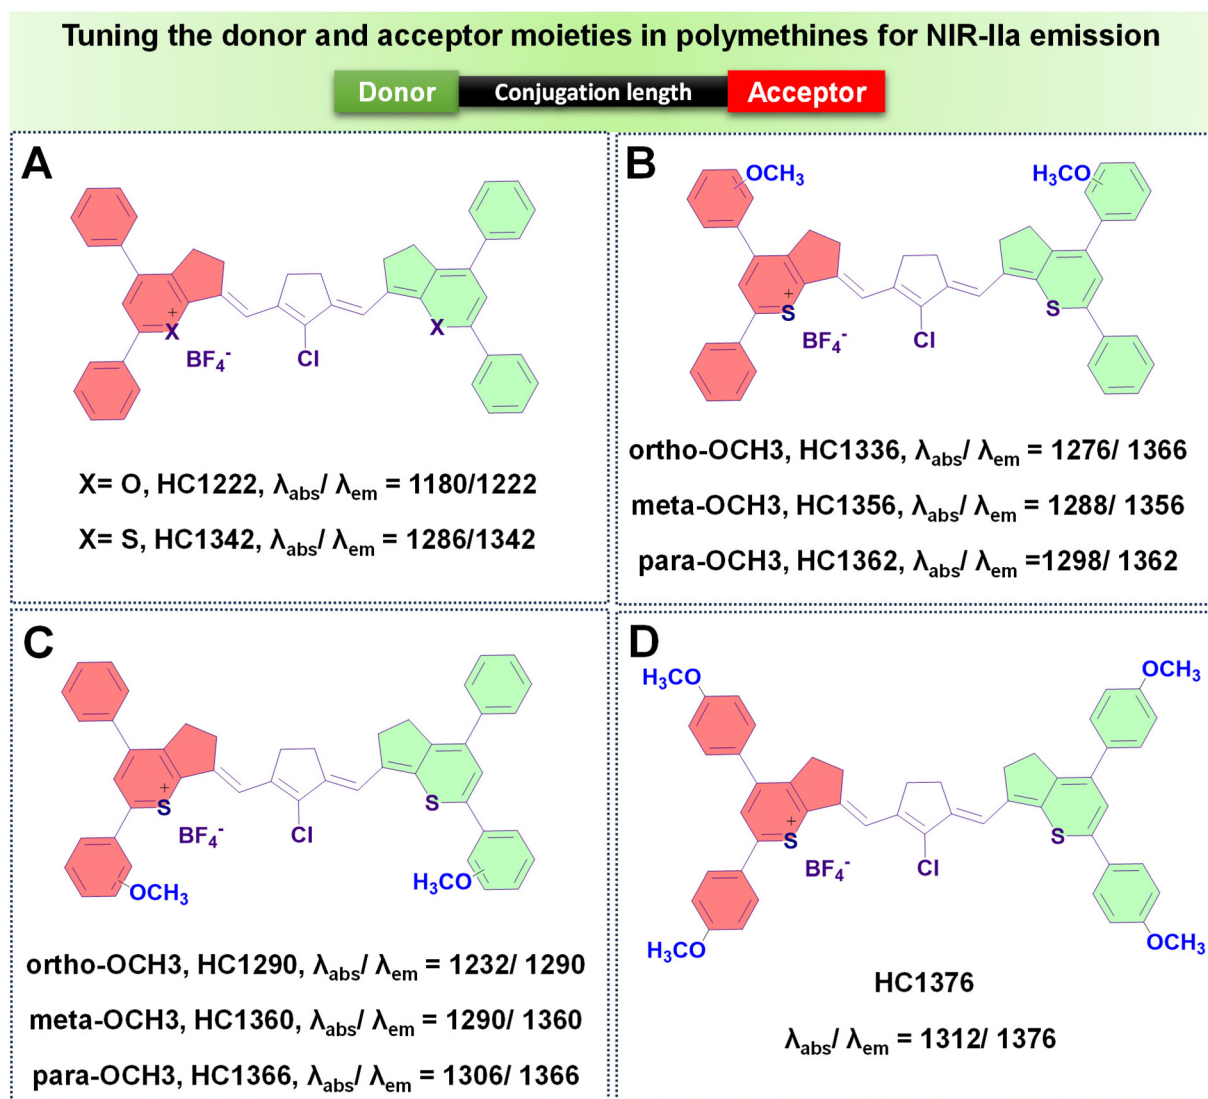 Tuning the donor and acceptor moieties in polymethines for NIR-IIa emission
Donor Conjugation length Acceptor
A
X
+
X
BF₄⁻
Cl
X= O, HC1222, λabs/ λem = 1180/1222
X= S, HC1342, λabs/ λem = 1286/1342
B
OCH₃
H₃CO
+
S
S
BF₄⁻
Cl
ortho-OCH3, HC1336, λabs/ λem = 1276/ 1366
meta-OCH3, HC1356, λabs/ λem = 1288/ 1356
para-OCH3, HC1362, λabs/ λem =1298/ 1362
C
+
S
S
BF₄⁻
Cl
OCH₃
H₃CO
ortho-OCH3, HC1290, λabs/ λem = 1232/ 1290
meta-OCH3, HC1360, λabs/ λem = 1290/ 1360
para-OCH3, HC1366, λabs/ λem = 1306/ 1366
D
H₃CO
OCH₃
+
S
S
BF₄⁻
Cl
H₃CO
OCH₃
HC1376
λabs/ λem = 1312/ 1376